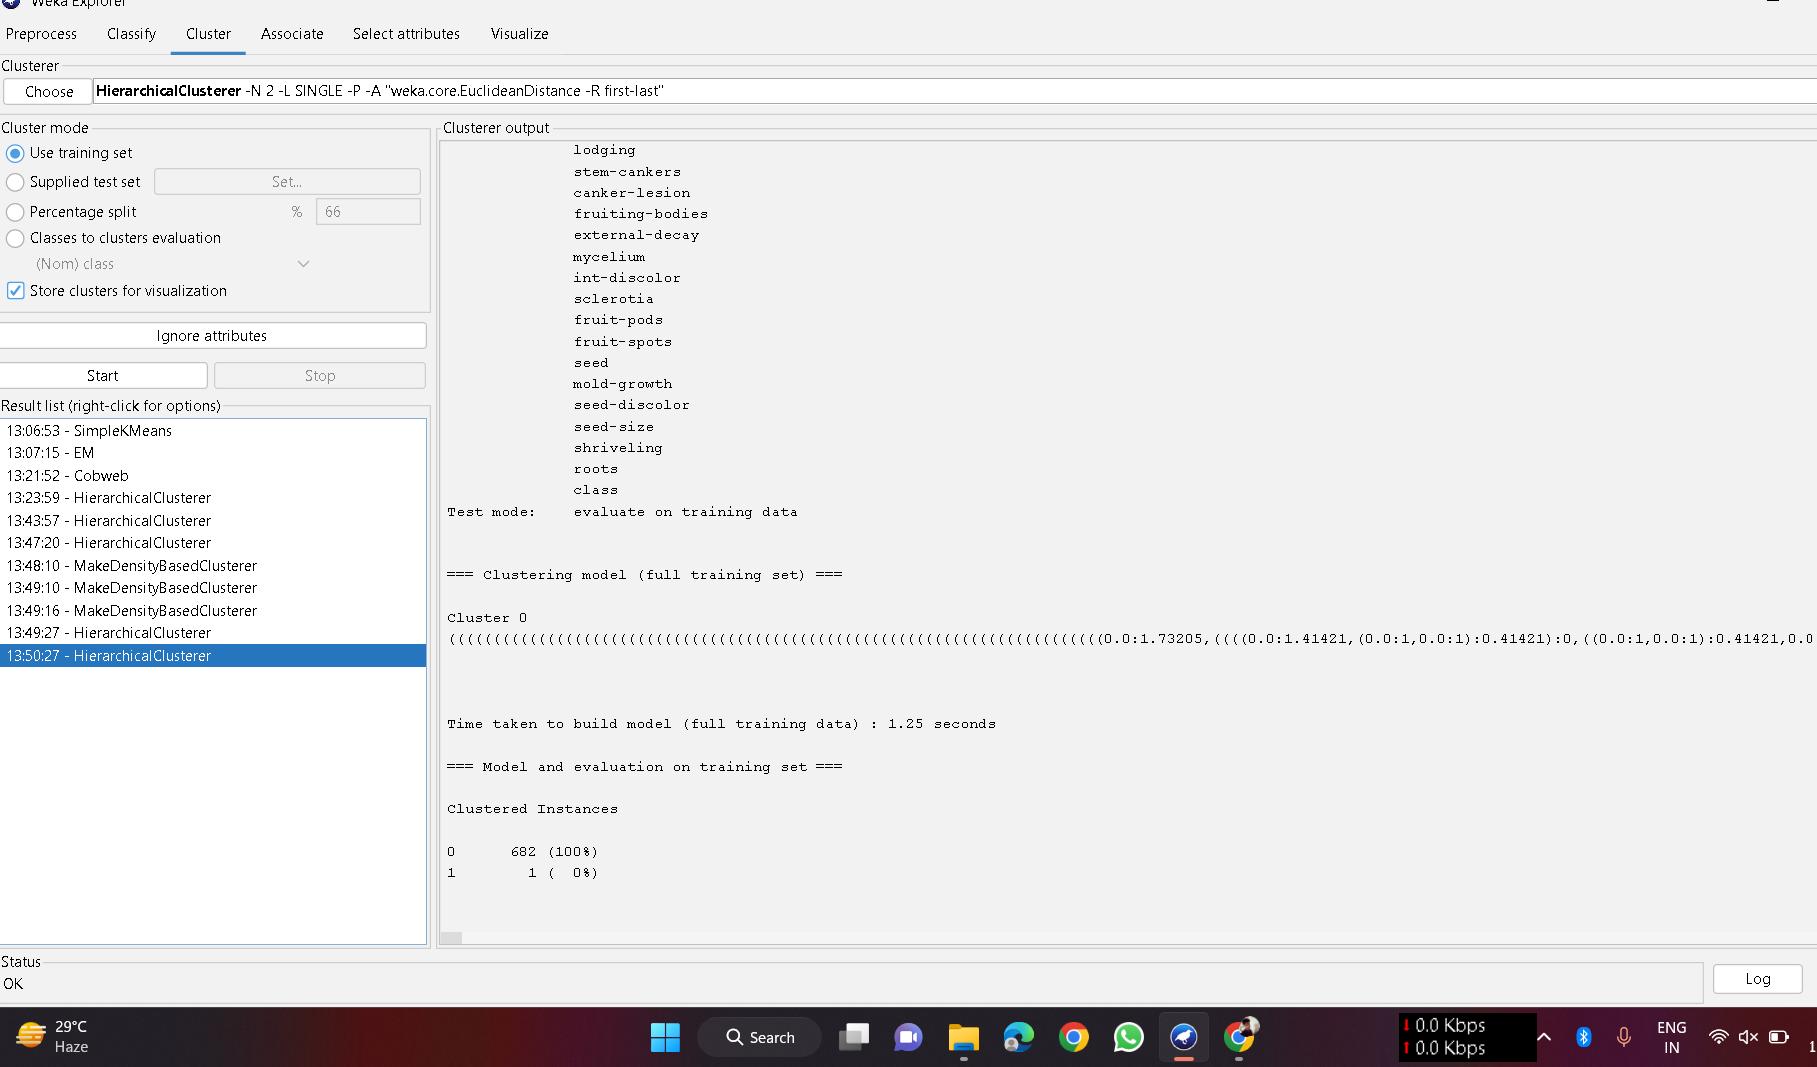 Weka Explorer
Preprocess Classify Cluster Associate Select attributes Visualize
Clusterer
Choose HierarchicalClusterer -N 2 -L SINGLE -P -A "weka.core.EuclideanDistance -R first-last"
Cluster mode
Use training set
Supplied test set Set...
Percentage split % 66
Classes to clusters evaluation
(Nom) class
Store clusters for visualization
Ignore attributes
Start Stop
Result list (right-click for options)
13:06:53 - SimpleKMeans
13:07:15 - EM
13:21:52 - Cobweb
13:23:59 - HierarchicalClusterer
13:43:57 - HierarchicalClusterer
13:47:20 - HierarchicalClusterer
13:48:10 - MakeDensityBasedClusterer
13:49:10 - MakeDensityBasedClusterer
13:49:16 - MakeDensityBasedClusterer
13:49:27 - HierarchicalClusterer
13:50:27 - HierarchicalClusterer
Clusterer output
lodging
stem-cankers
canker-lesion
fruiting-bodies
external-decay
mycelium
int-discolor
sclerotia
fruit-pods
fruit-spots
seed
mold-growth
seed-discolor
seed-size
shriveling
roots
class
Test mode: evaluate on training data
=== Clustering model (full training set) ===
Cluster 0
(((((((((((((((((((((((((((((((((((((((((((((((((((((((((((((((((((((((((0.0:1.73205,((((0.0:1.41421,(0.0:1,0.0:1):0.41421):0,((0.0:1,0.0:1):0.41421,0.0
Time taken to build model (full training data) : 1.25 seconds
=== Model and evaluation on training set ===
Clustered Instances
0 682 (100%)
1 1 ( 0%)
Status
OK
Log
29°C
Haze
Search
0.0 Kbps
0.0 Kbps
ENG
IN
1